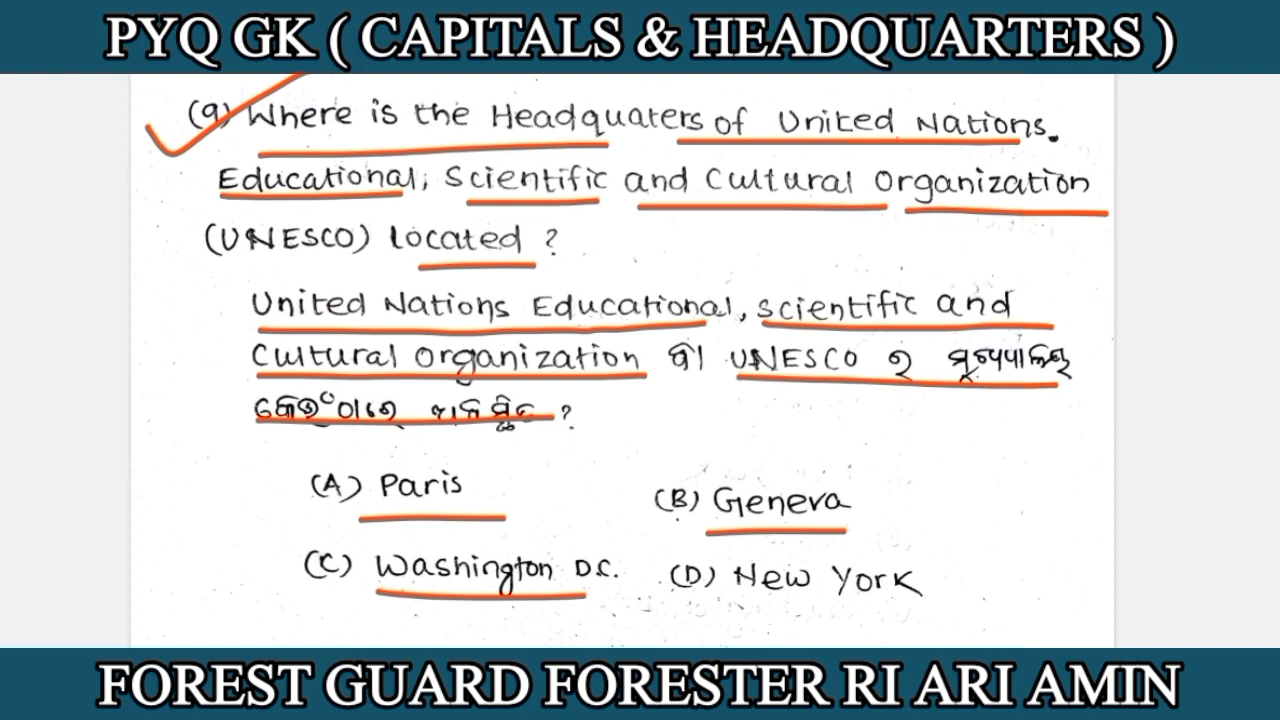 PYQ GK ( CAPITALS & HEADQUARTERS )
(9) Where is the Headquaters of United Nations.
Educational, Scientific and Cultural Organization
(UNESCO) located ?
United Nations Educational, scientific and
Cultural Organization ବା UNESCO ର ମୁଖ୍ୟପା
?
(A) Paris
(B) Geneva
(C) Washington D.C.
(D) New York
FOREST GUARD FORESTER RI ARI AMIN